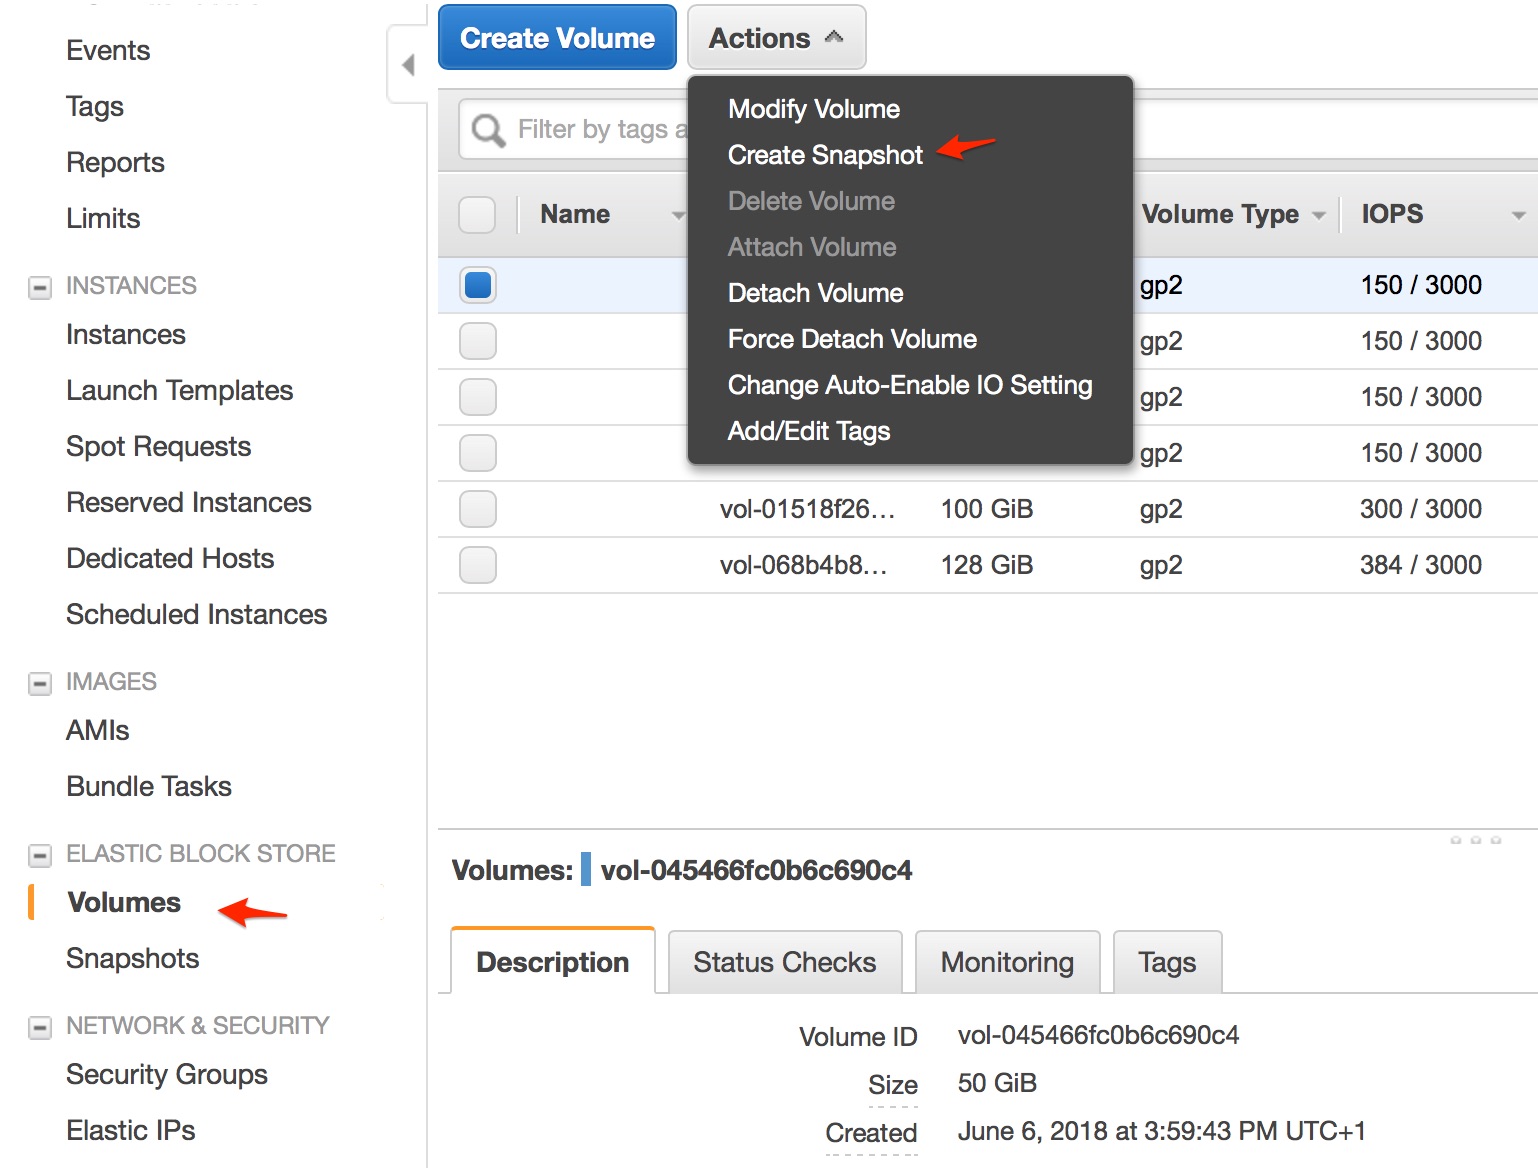 Events
Tags
Reports
Limits
INSTANCES
Instances
Launch Templates
Spot Requests
Reserved Instances
Dedicated Hosts
Scheduled Instances
IMAGES
AMIs
Bundle Tasks
ELASTIC BLOCK STORE
Volumes
Snapshots
NETWORK & SECURITY
Security Groups
Elastic IPs
Create Volume Actions
Filter by tags a
Modify Volume
Create Snapshot
Delete Volume
Attach Volume
Detach Volume
Force Detach Volume
Change Auto-Enable IO Setting
Add/Edit Tags
Name Volume Type IOPS
gp2 150 / 3000
gp2 150 / 3000
gp2 150 / 3000
gp2 150 / 3000
vol-01518f26... 100 GiB gp2 300 / 3000
vol-068b4b8... 128 GiB gp2 384 / 3000
Volumes: vol-045466fc0b6c690c4
Description Status Checks Monitoring Tags
Volume ID vol-045466fc0b6c690c4
Size 50 GiB
Created June 6, 2018 at 3:59:43 PM UTC+1